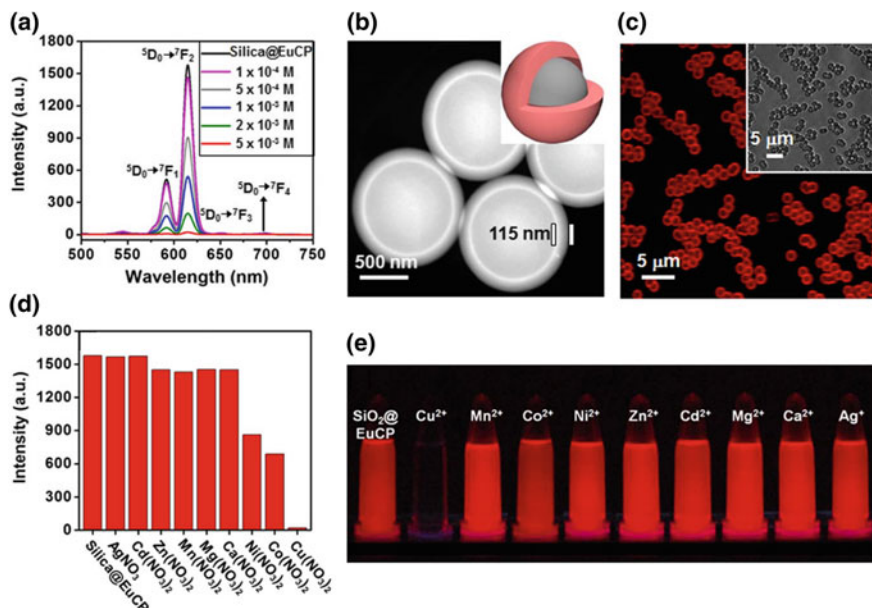 (a)
Intensity (a.u.)
1800
1500
1200
900
600
300
0
500 550 600 650 700 750
Wavelength (nm)
⁵D₀→⁷F₂
⁵D₀→⁷F₁
⁵D₀→⁷F₃
⁵D₀→⁷F₄
Silica@EuCP
1 x 10⁻⁴ M
5 x 10⁻⁴ M
1 x 10⁻³ M
2 x 10⁻³ M
5 x 10⁻³ M
(b)
115 nm
500 nm
(c)
5 μm
5 μm
(d)
Intensity (a.u.)
1800
1500
1200
900
600
300
0
Silica@EuCP
AgNO₃
Cd(NO₃)₂
Zn(NO₃)₂
Mn(NO₃)₂
Mg(NO₃)₂
Ca(NO₃)₂
Ni(NO₃)₂
Co(NO₃)₂
Cu(NO₃)₂
(e)
SiO₂@
EuCP
Cu²⁺
Mn²⁺
Co²⁺
Ni²⁺
Zn²⁺
Cd²⁺
Mg²⁺
Ca²⁺
Ag⁺